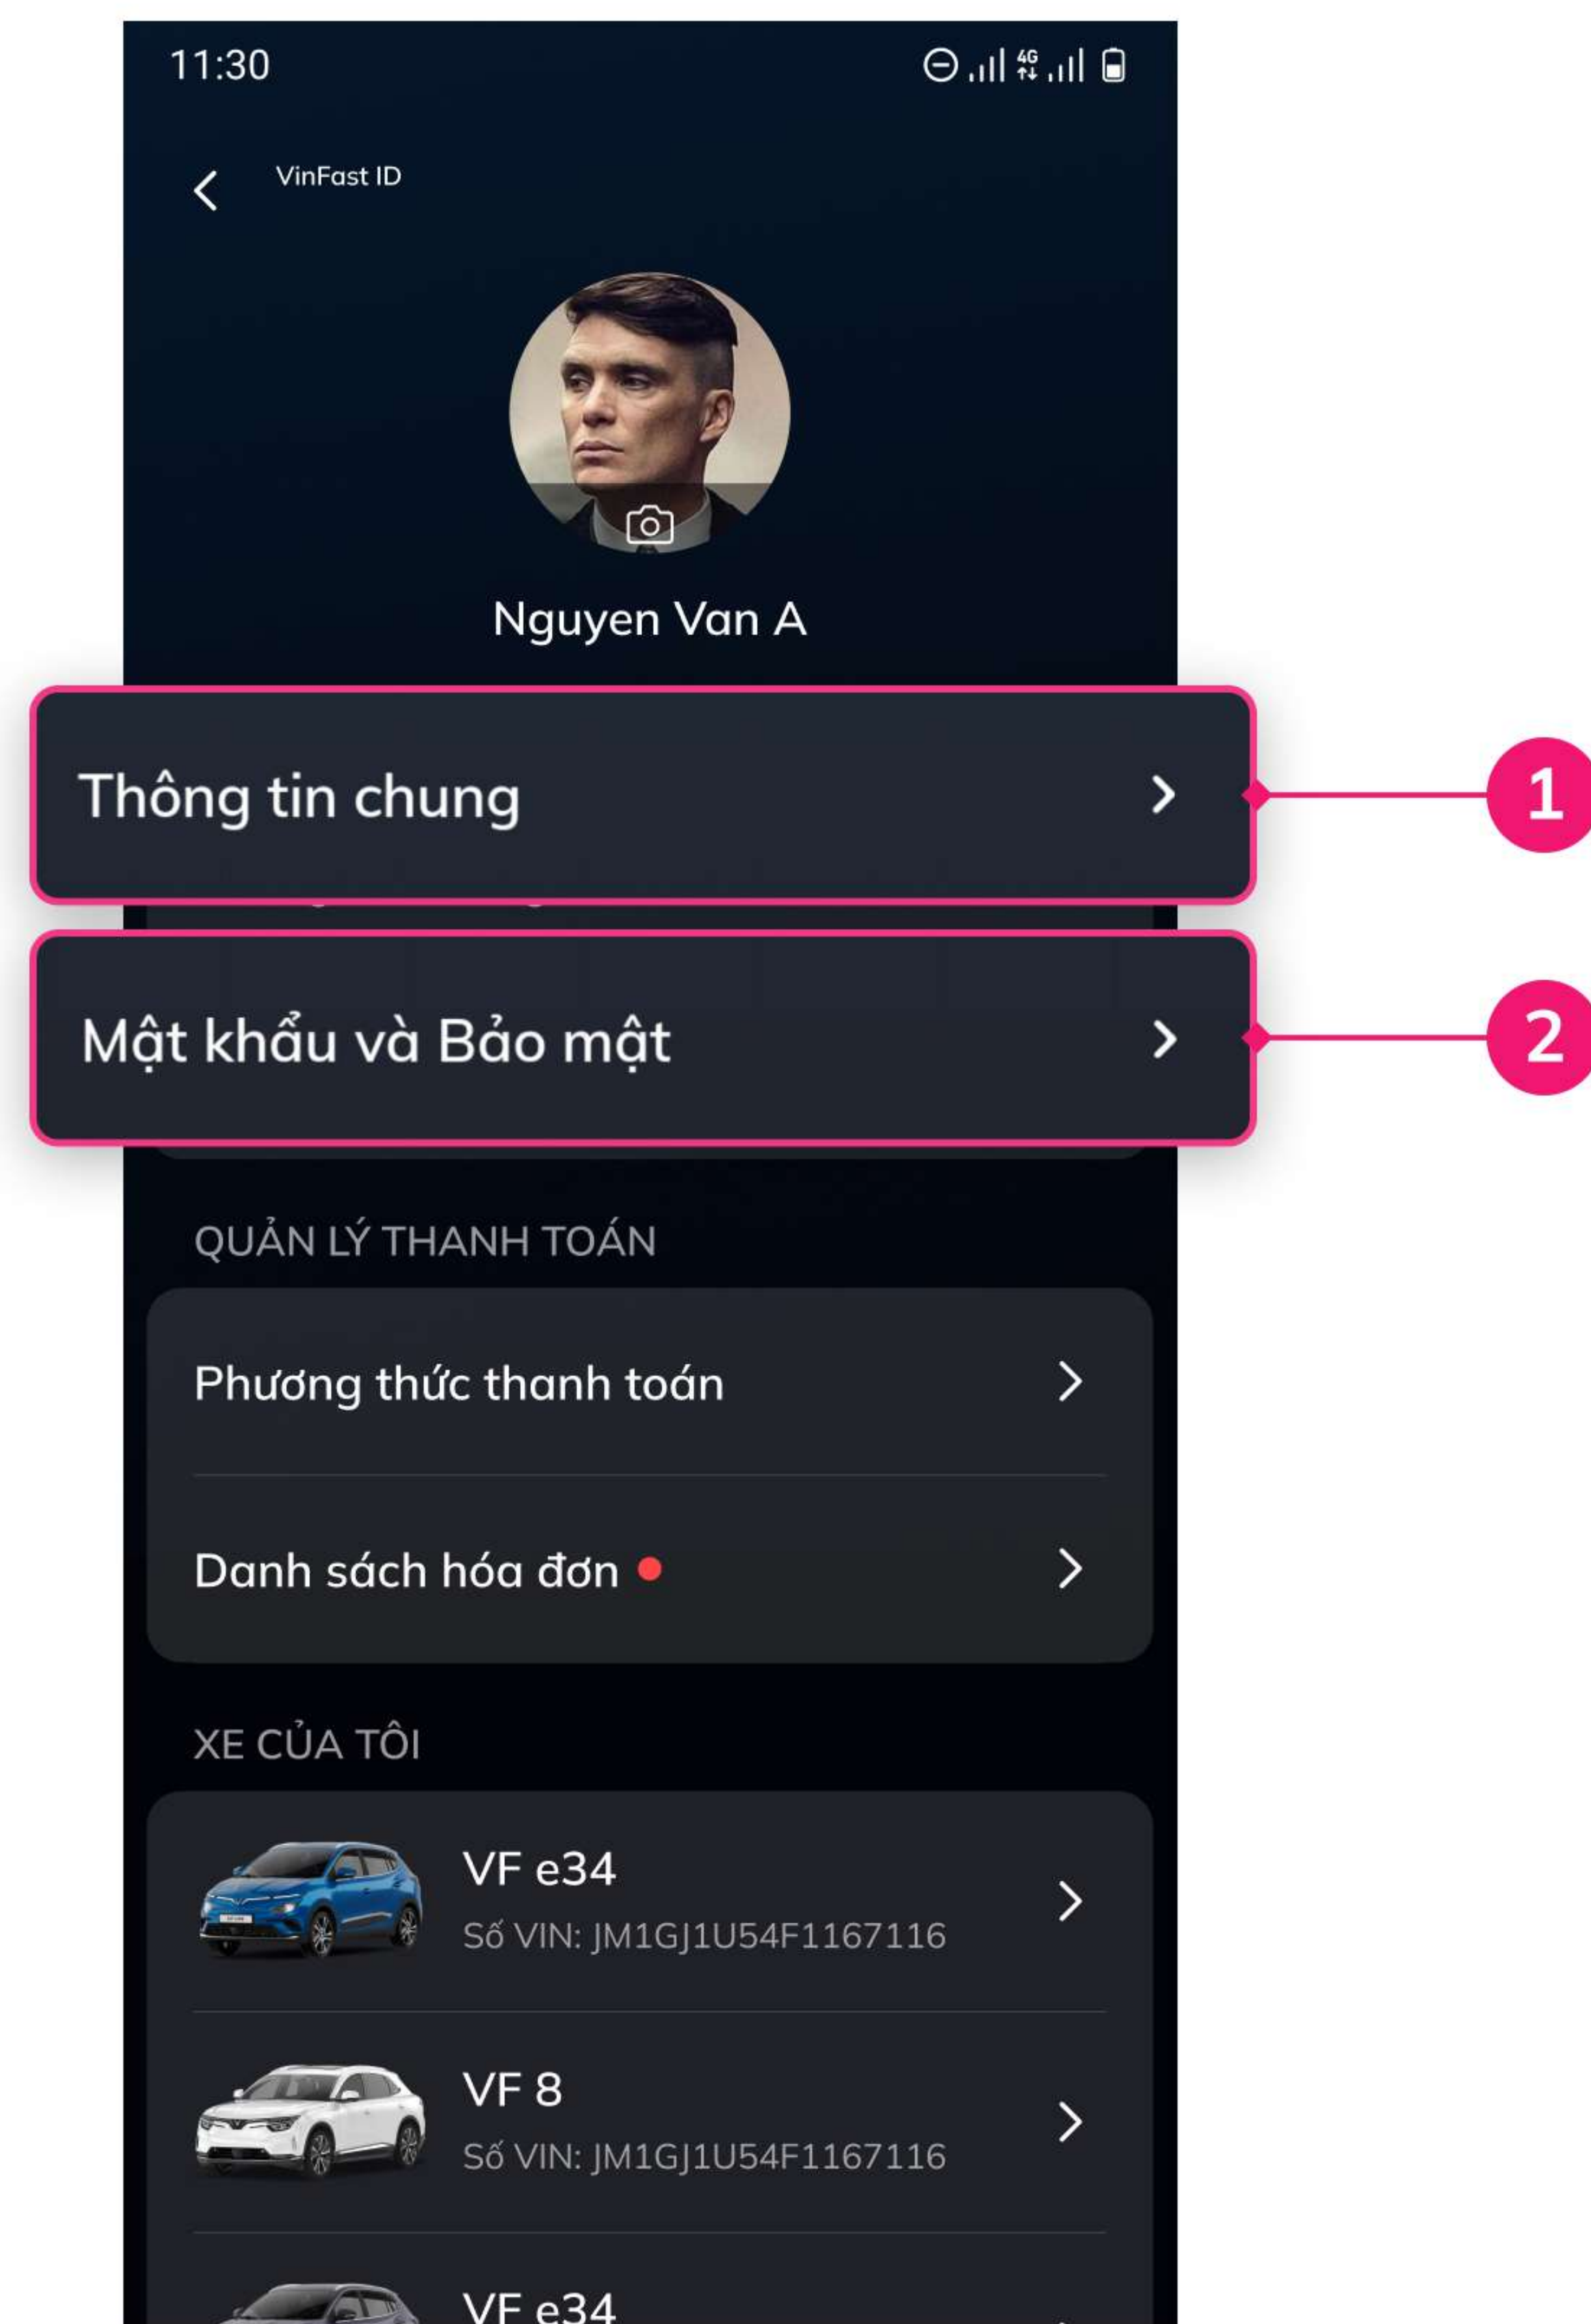 11:30
4G
VinFast ID
Nguyen Van A
Thông tin chung
1
Mật khẩu và Bảo mật
2
QUẢN LÝ THANH TOÁN
Phương thức thanh toán
Danh sách hóa đơn
XE CỦA TÔI
VF e34
Số VIN: JM1GJ1U54F1167116
VF 8
Số VIN: JM1GJ1U54F1167116
VF e34